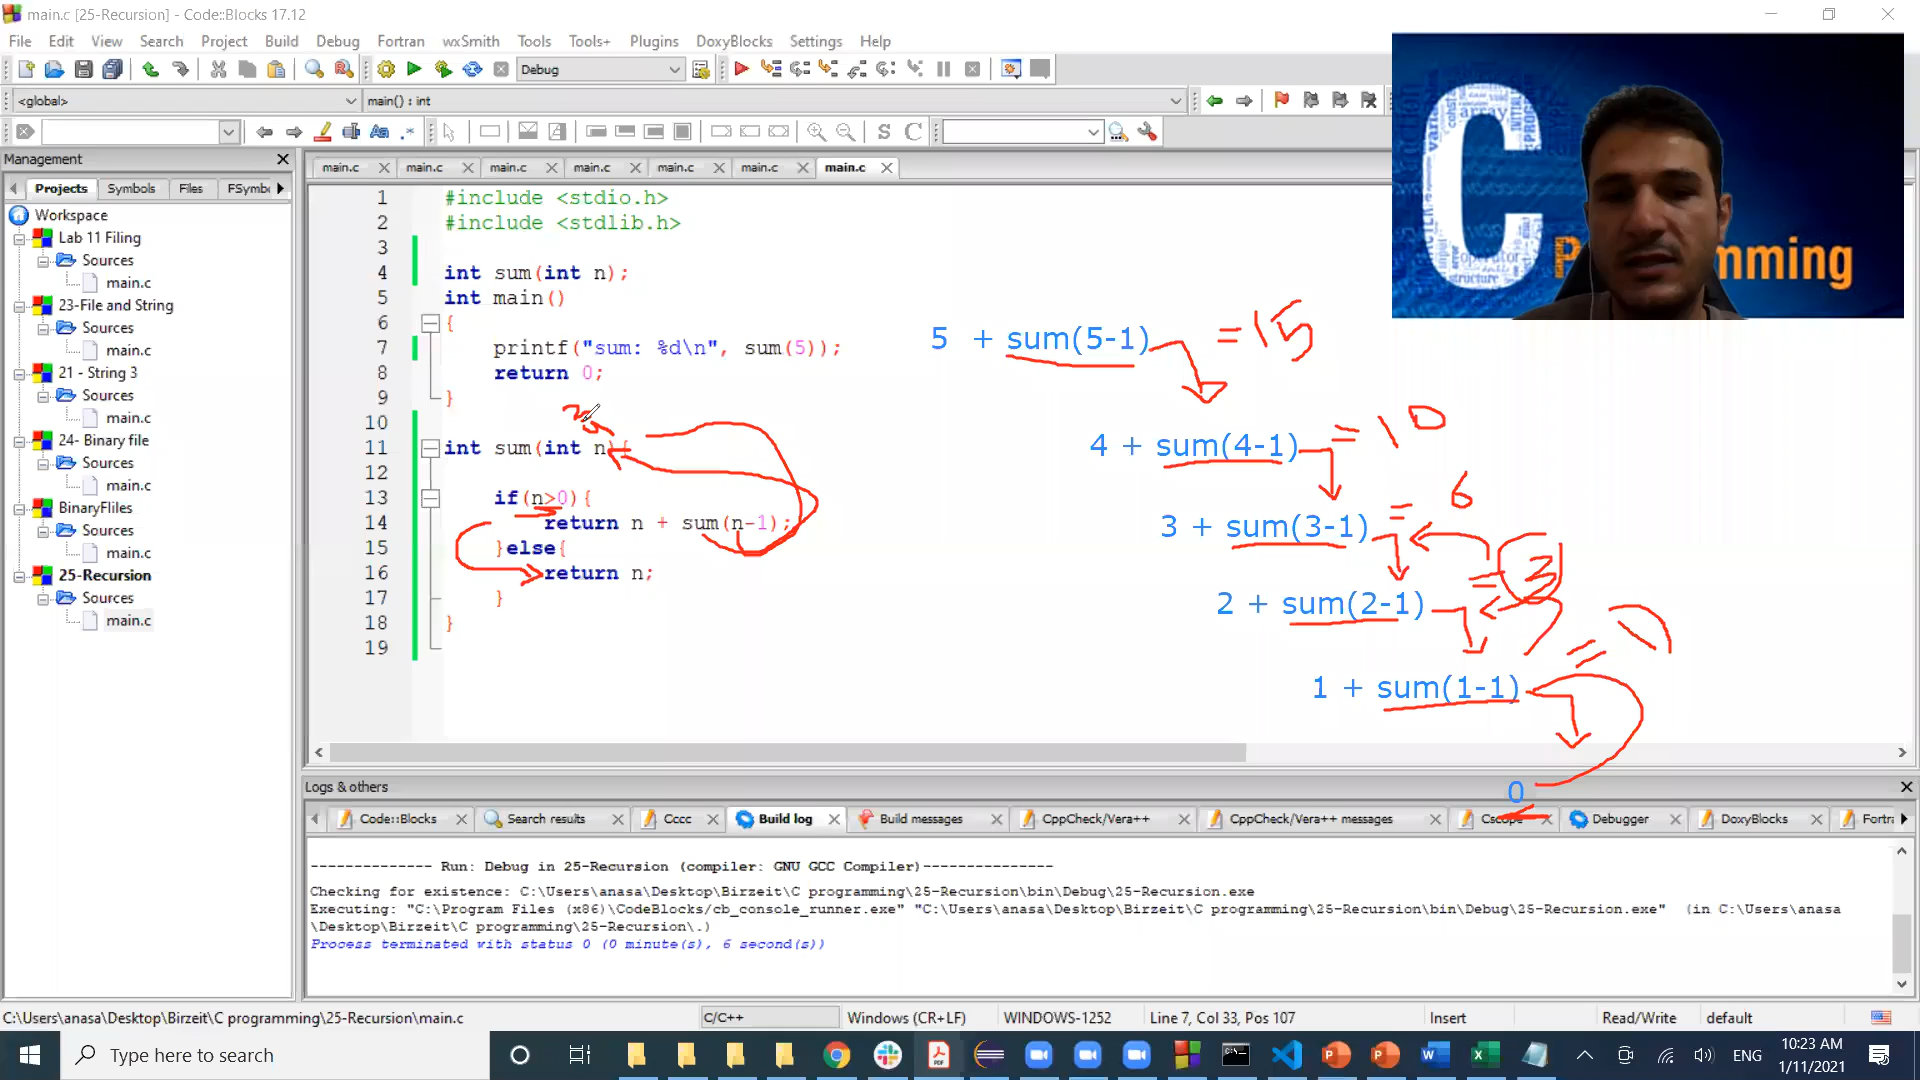 main.c [25-Recursion] - Code::Blocks 17.12
File Edit View Search Project Build Debug Fortran wxSmith Tools Tools+ Plugins DoxyBlocks Settings Help
Debug
<global> main() : int
Management
Projects Symbols Files FSymb
main.c main.c main.c main.c main.c main.c main.c
Workspace
Lab 11 Filing
Sources
main.c
23-File and String
Sources
main.c
21 - String 3
Sources
main.c
24- Binary file
Sources
main.c
BinaryFIiles
Sources
main.c
25-Recursion
Sources
main.c
1 #include <stdio.h>
2 #include <stdlib.h>
3
4 int sum(int n);
5 int main()
6 {
7 printf("sum: %d\n", sum(5));
8 return 0;
9 }
10
11 int sum(int n){
12
13 if(n>0){
14 return n + sum(n-1);
15 }else{
16 return n;
17 }
18 }
19
5 + sum(5-1) = 15
4 + sum(4-1) = 10
3 + sum(3-1) = 6
2 + sum(2-1) = 3
1 + sum(1-1) = 1
0
C
Programming
Logs & others
Code::Blocks Search results Cccc Build log Build messages CppCheck/Vera++ CppCheck/Vera++ messages Cscope Debugger DoxyBlocks Fortra
-------------- Run: Debug in 25-Recursion (compiler: GNU GCC Compiler)---------------
Checking for existence: C:\Users\anasa\Desktop\Birzeit\C programming\25-Recursion\bin\Debug\25-Recursion.exe
Executing: "C:\Program Files (x86)\CodeBlocks/cb_console_runner.exe" "C:\Users\anasa\Desktop\Birzeit\C programming\25-Recursion\bin\Debug\25-Recursion.exe" (in C:\Users\anasa
\Desktop\Birzeit\C programming\25-Recursion\.)
Process terminated with status 0 (0 minute(s), 6 second(s))
C:\Users\anasa\Desktop\Birzeit\C programming\25-Recursion\main.c C/C++ Windows (CR+LF) WINDOWS-1252 Line 7, Col 33, Pos 107 Insert Read/Write default
Type here to search
ENG
10:23 AM
1/11/2021